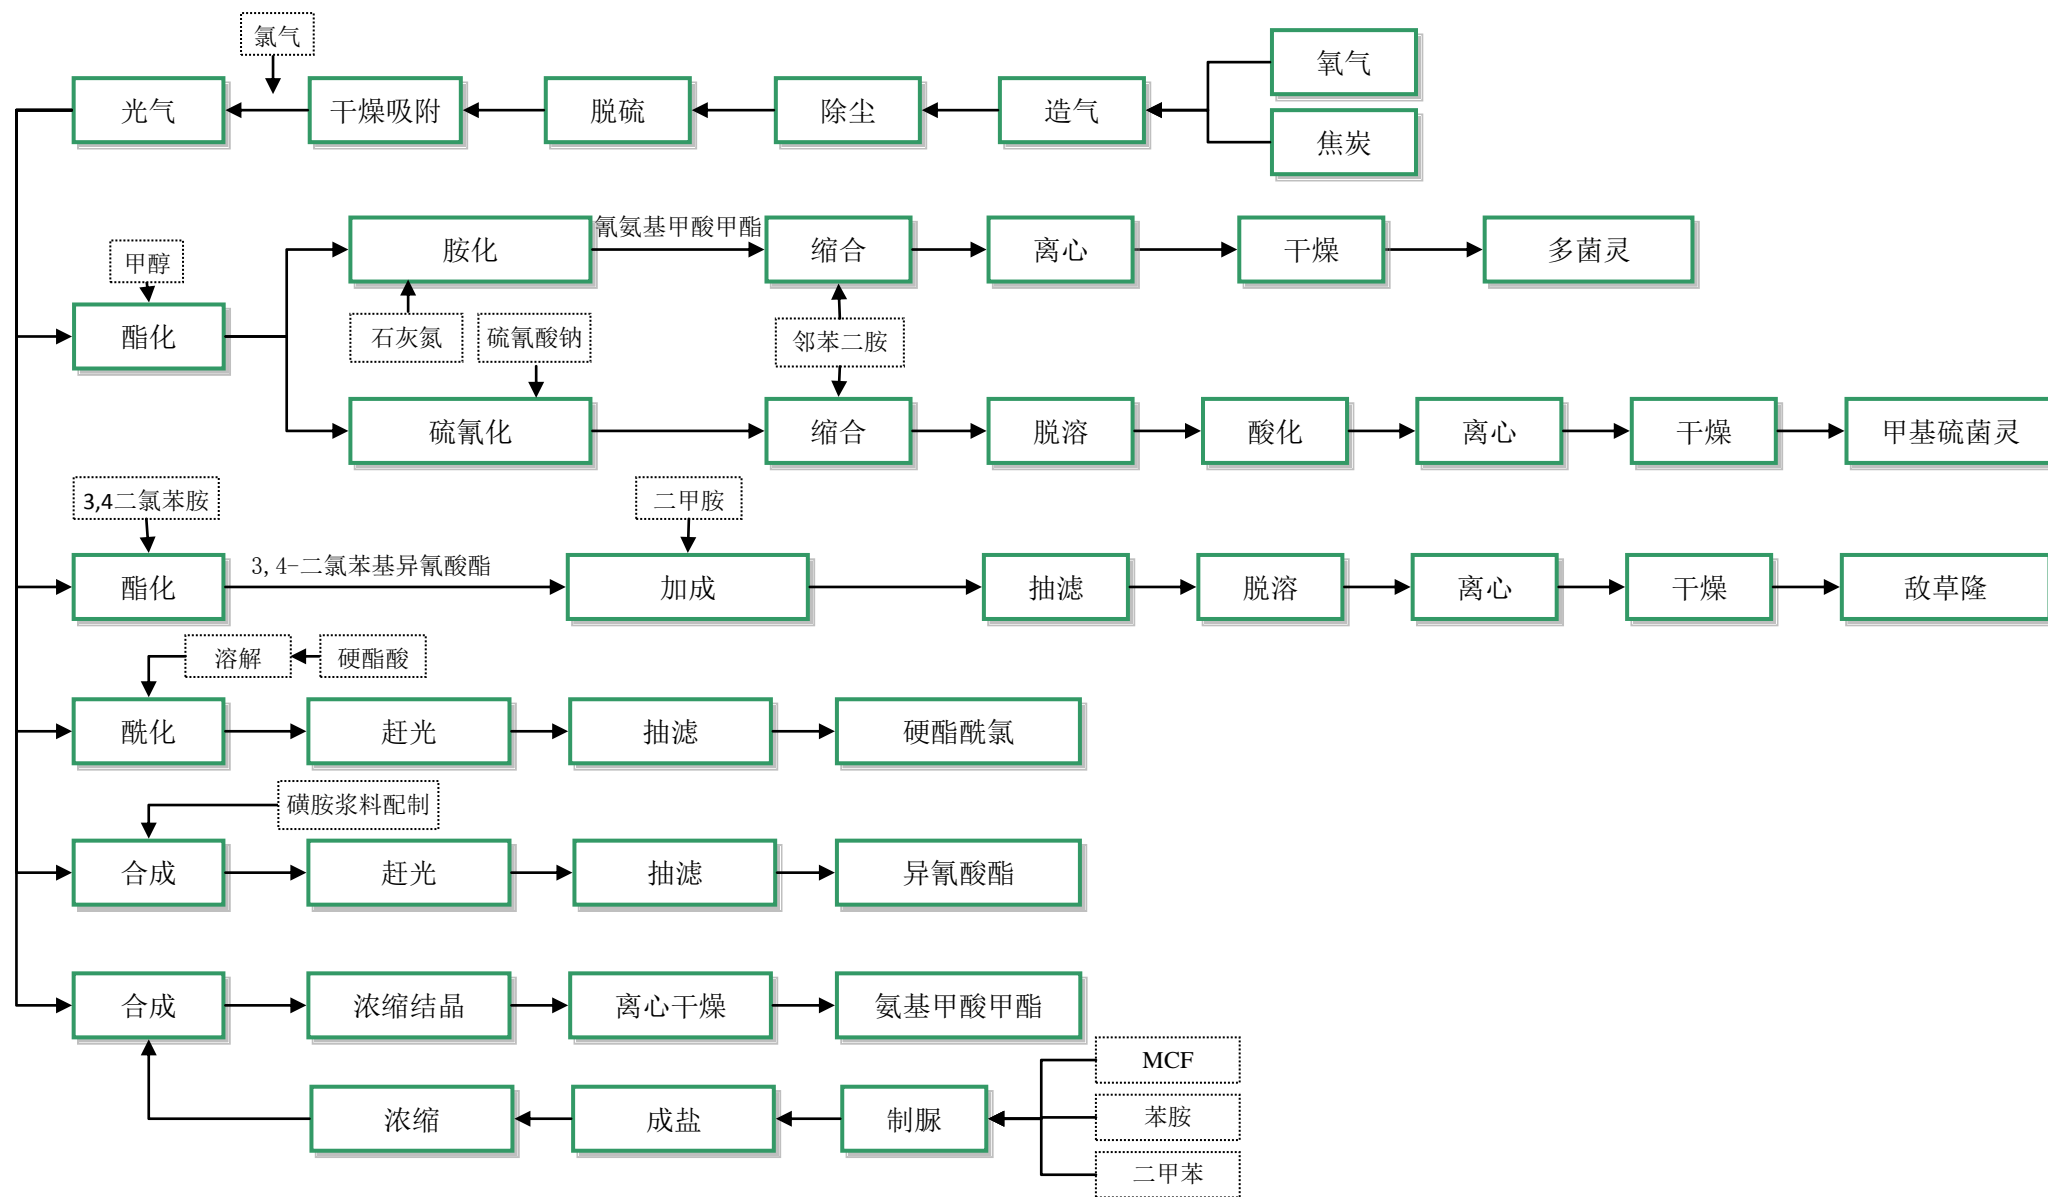 氯气
氧气
光气
干燥吸附
脱硫
除尘
造气
焦炭
氰氨基甲酸甲酯
胺化
缩合
离心
干燥
多菌灵
甲醇
酯化
石灰氮
硫氰酸钠
邻苯二胺
硫氰化
缩合
脱溶
酸化
离心
干燥
甲基硫菌灵
3,4二氯苯胺
二甲胺
3,4-二氯苯基异氰酸酯
酯化
加成
抽滤
脱溶
离心
干燥
敌草隆
溶解
硬酯酸
酰化
赶光
抽滤
硬酯酰氯
磺胺浆料配制
合成
赶光
抽滤
异氰酸酯
合成
浓缩结晶
离心干燥
氨基甲酸甲酯
MCF
浓缩
成盐
制脲
苯胺
二甲苯